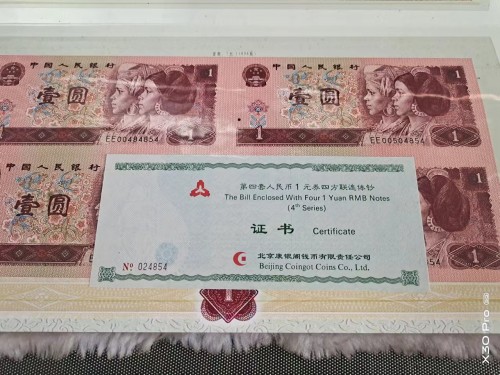 中国人民银行
1
中国人民银行
1
壹圆
壹圆
1
EE00484854
1
EE00504854
中国人民银行
壹圆
第四套人民币1元券四方联连体钞
The Bill Enclosed With Four 1 Yuan RMB Notes
(4th Series)
证书 Certificate
北京康银阁钱币有限责任公司
Beijing Coingot Coins Co., Ltd.
No 024854
1
X30 Pro